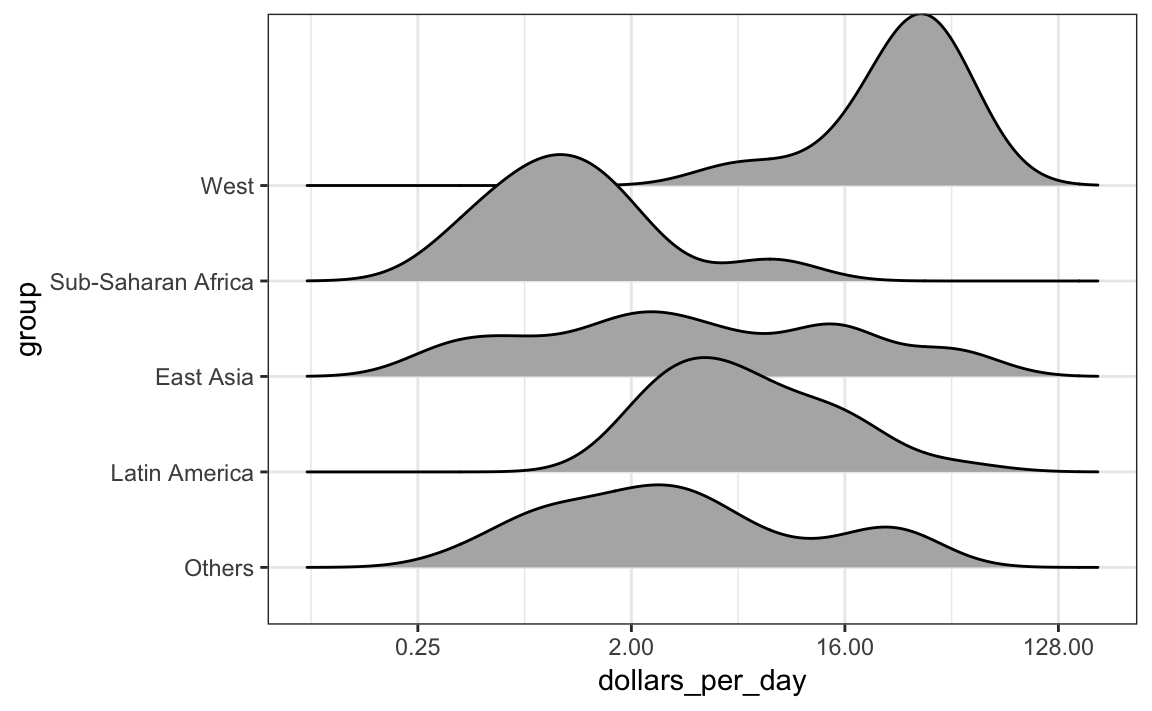 group
West
Sub-Saharan Africa
East Asia
Latin America
Others
0.25 2.00 16.00 128.00
dollars_per_day